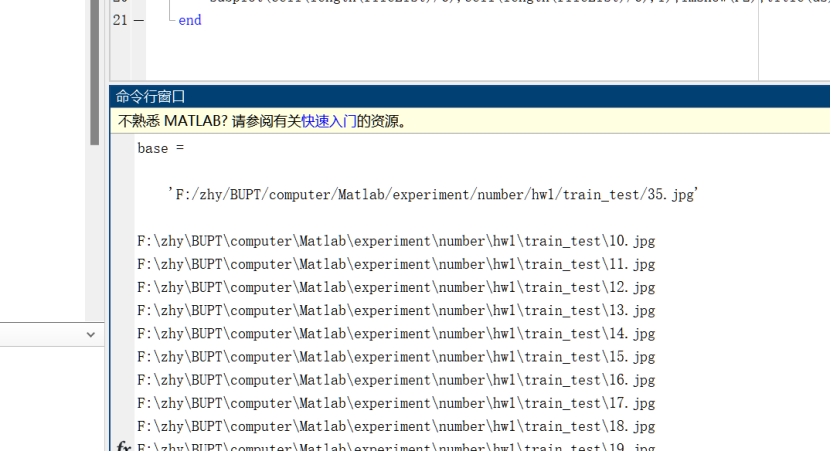 21
end
命令行窗口
不熟悉 MATLAB? 请参阅有关快速入门的资源。
base =
'F:/zhy/BUPT/computer/Matlab/experiment/number/hw1/train_test/35.jpg'
F:\zhy\BUPT\computer\Matlab\experiment\number\hw1\train_test\10.jpg
F:\zhy\BUPT\computer\Matlab\experiment\number\hw1\train_test\11.jpg
F:\zhy\BUPT\computer\Matlab\experiment\number\hw1\train_test\12.jpg
F:\zhy\BUPT\computer\Matlab\experiment\number\hw1\train_test\13.jpg
F:\zhy\BUPT\computer\Matlab\experiment\number\hw1\train_test\14.jpg
F:\zhy\BUPT\computer\Matlab\experiment\number\hw1\train_test\15.jpg
F:\zhy\BUPT\computer\Matlab\experiment\number\hw1\train_test\16.jpg
F:\zhy\BUPT\computer\Matlab\experiment\number\hw1\train_test\17.jpg
F:\zhy\BUPT\computer\Matlab\experiment\number\hw1\train_test\18.jpg
fx F:\zhy\BUPT\computer\Matlab\experiment\number\hw1\train_test\19.jpg